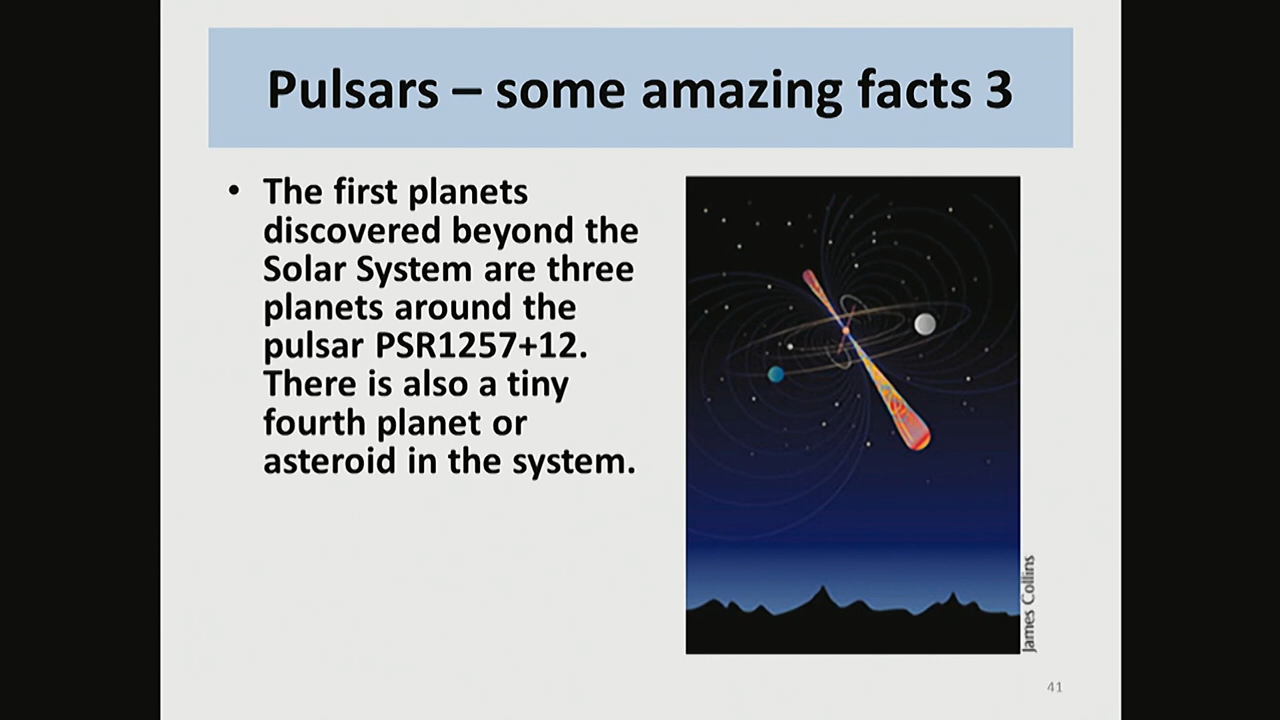 Pulsars – some amazing facts 3
• The first planets
discovered beyond the
Solar System are three
planets around the
pulsar PSR1257+12.
There is also a tiny
fourth planet or
asteroid in the system.
James Collins
41